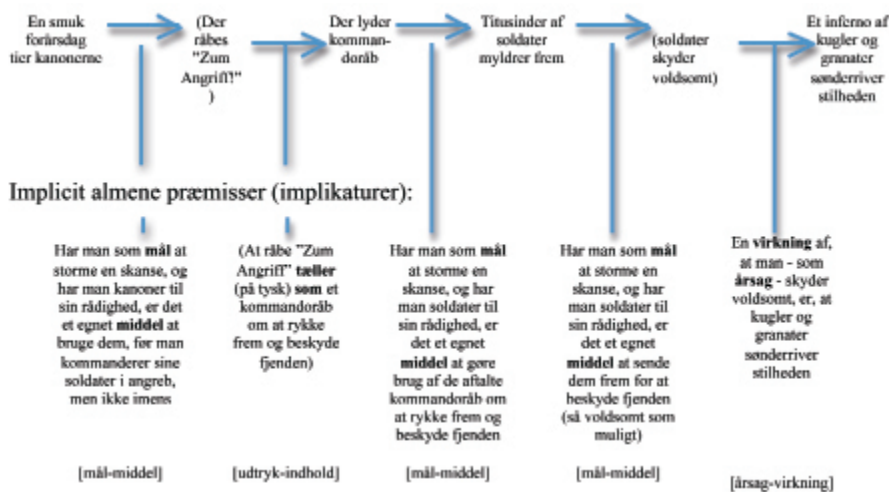 En smuk
forårsdag
tier kanonerne
(Der
råbes
"Zum
Angriff!"
)
Der lyder
komman-
doråb
Titusinder af
soldater
myldrer frem
(soldater
skyder
voldsomt)
Et inferno af
kugler og
granater
sønderriver
stilheden
Implicit almene præmisser (implikaturer):
Har man som mål at
storme en skanse, og
har man kanoner til
sin rådighed, er det
et egnet middel at
bruge dem, før man
kommanderer sine
soldater i angreb,
men ikke imens
[mål-middel]
(At råbe "Zum
Angriff" tæller
(på tysk) som et
kommandoråb
om at rykke
frem og beskyde
fjenden)
[udtryk-indhold]
Har man som mål
at storme en
skanse, og har
man soldater til
sin rådighed, er
det et egnet
middel at gøre
brug af de aftalte
kommandoråb om
at rykke frem og
beskyde fjenden
[mål-middel]
Har man som mål
at storme en
skanse, og har
man soldater til
sin rådighed, er
det et egnet
middel at sende
dem frem for at
beskyde fjenden
(så voldsomt som
muligt)
[mål-middel]
En virkning af,
at man - som
årsag - skyder
voldsomt, er, at
kugler og
granater
sønderriver
stilheden
[årsag-virkning]